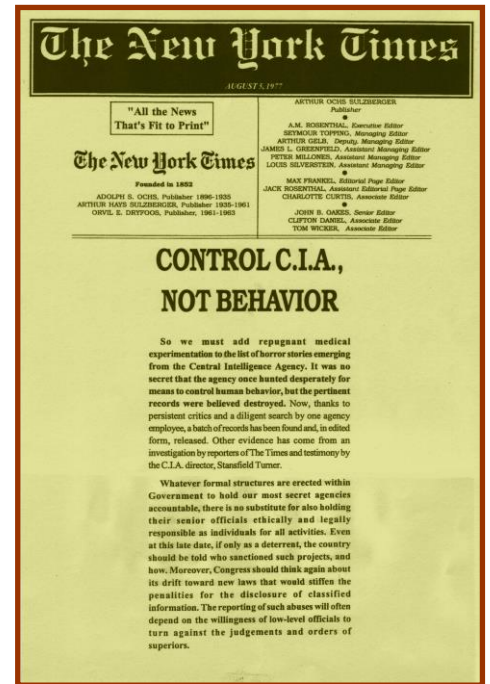 The New York Times
AUGUST 5, 1977
"All the News
That's Fit to Print"
The New York Times
Founded in 1852
ADOLPH S. OCHS, Publisher 1896-1935
ARTHUR HAYS SULZBERGER, Publisher 1935-1961
ORVIL E. DRYFOOS, Publisher, 1961-1963
ARTHUR OCHS SULZBERGER
Publisher
A.M. ROSENTHAL, Executive Editor
SEYMOUR TOPPING, Managing Editor
ARTHUR GELB, Deputy, Managing Editor
JAMES L. GREENFIELD, Assistant Managing Editor
PETER MILLONES, Assistant Managing Editor
LOUIS SILVERSTEIN, Assistant Managing Editor
MAX FRANKEL, Editorial Page Editor
JACK ROSENTHAL, Assistant Editorial Page Editor
CHARLOTTE CURTIS, Associate Editor
JOHN B. OAKES, Senior Editor
CLIFTON DANIEL, Associate Editor
TOM WICKER, Associate Editor
CONTROL C.I.A.,
NOT BEHAVIOR
So we must add repugnant medical
experimentation to the list of horror stories emerging
from the Central Intelligence Agency. It was no
secret that the agency once hunted desperately for
means to control human behavior, but the pertinent
records were believed destroyed. Now, thanks to
persistent critics and a diligent search by one agency
employee, a batch of records has been found and, in edited
form, released. Other evidence has come from an
investigation by reporters of The Times and testimony by
the C.I.A. director, Stansfield Turner.
Whatever formal structures are erected within
Government to hold our most secret agencies
accountable, there is no substitute for also holding
their senior officials ethically and legally
responsible as individuals for all activities. Even
at this late date, if only as a deterrent, the country
should be told who sanctioned such projects, and
how. Moreover, Congress should think again about
its drift toward new laws that would stiffen the
penalities for the disclosure of classified
information. The reporting of such abuses will often
depend on the willingness of low-level officials to
turn against the judgements and orders of
superiors.